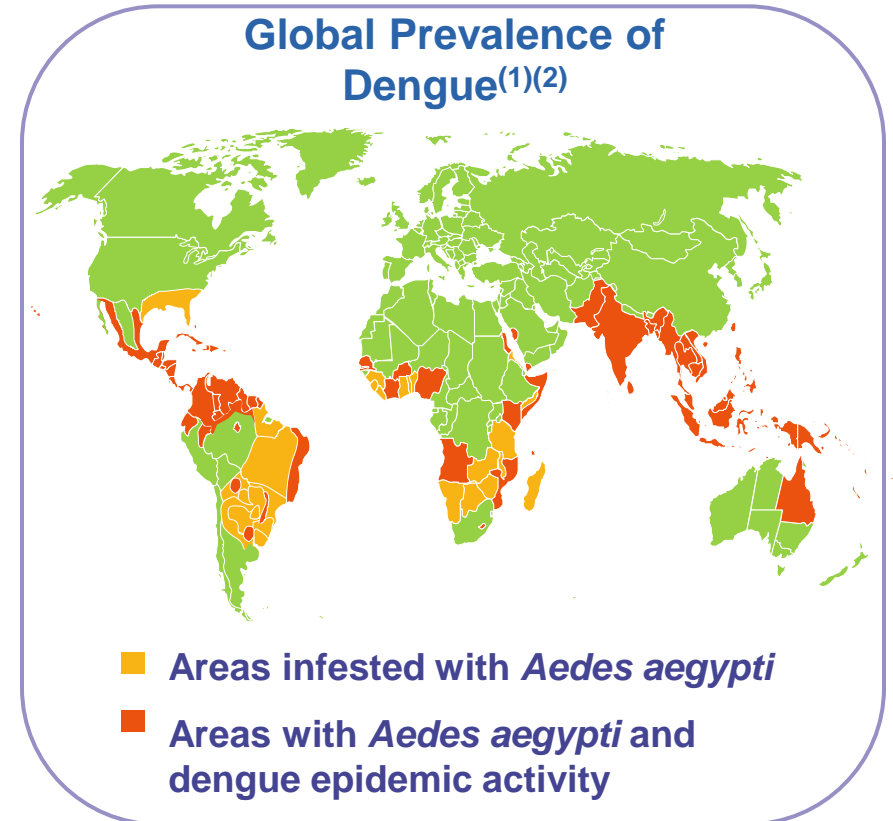 Global Prevalence of
Dengue(1)(2)
Areas infested with Aedes aegypti
Areas with Aedes aegypti and
dengue epidemic activity